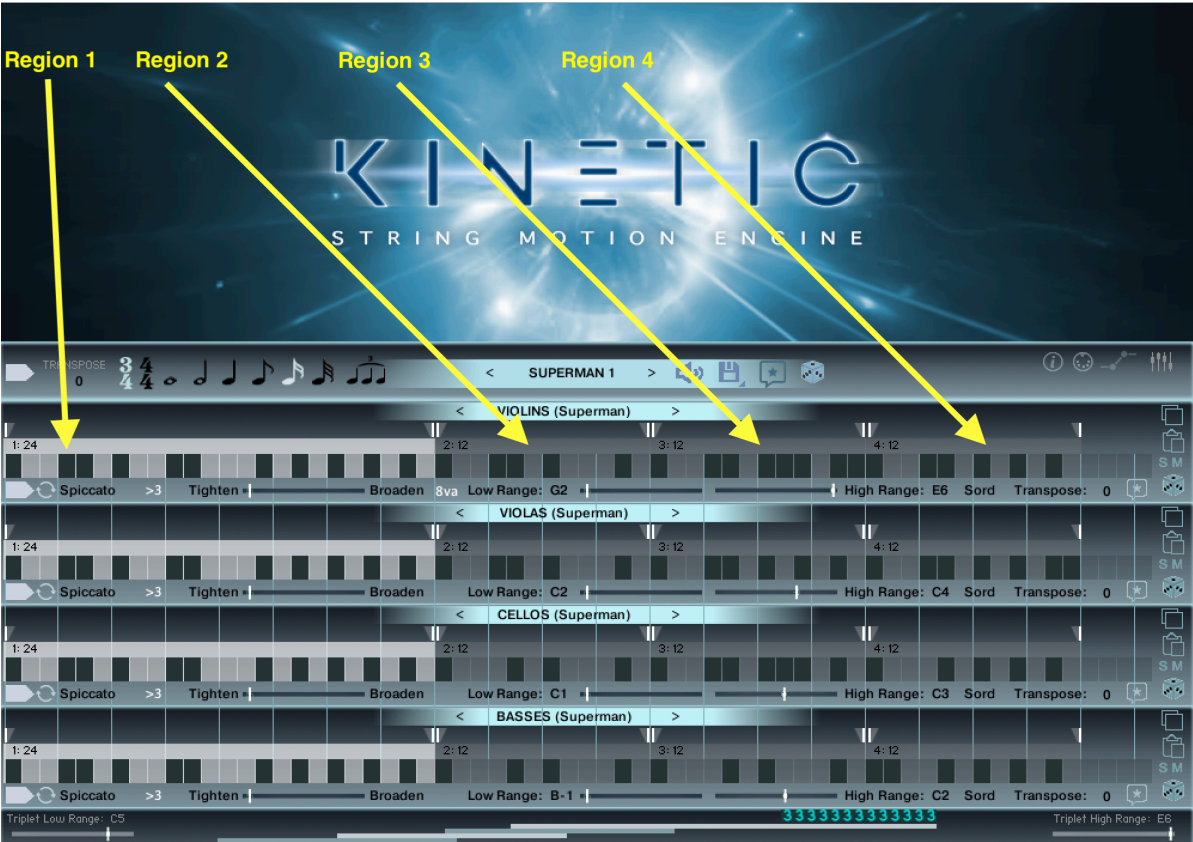 Region 1 Region 2 Region 3 Region 4
KINETIC
STRING MOTION ENGINE
TRANSPOSE 0 3/4 4/4 3 < SUPERMAN 1 > i
< VIOLINS (Superman) >
1: 24 2: 12 3: 12 4: 12
S M
Spiccato >3 Tighten Broaden 8va Low Range: G2 High Range: E6 Sord Transpose: 0
< VIOLAS (Superman) >
1: 24 2: 12 3: 12 4: 12
S M
Spiccato >3 Tighten Broaden Low Range: C2 High Range: C4 Sord Transpose: 0
< CELLOS (Superman) >
1: 24 2: 12 3: 12 4: 12
S M
Spiccato >3 Tighten Broaden Low Range: C1 High Range: C3 Sord Transpose: 0
< BASSES (Superman) >
1: 24 2: 12 3: 12 4: 12
S M
Spiccato >3 Tighten Broaden Low Range: B-1 High Range: C2 Sord Transpose: 0
Triplet Low Range: C5 3333333333333 Triplet High Range: E6